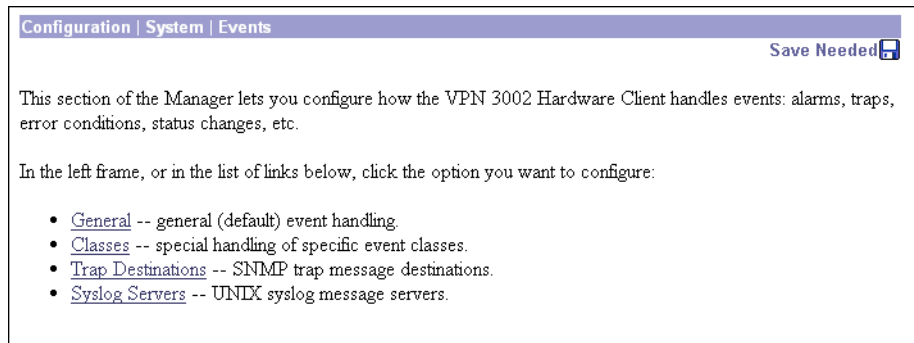 Configuration | System | Events
Save Needed
This section of the Manager lets you configure how the VPN 3002 Hardware Client handles events: alarms, traps,
error conditions, status changes, etc.
In the left frame, or in the list of links below, click the option you want to configure:
• General -- general (default) event handling.
• Classes -- special handling of specific event classes.
• Trap Destinations -- SNMP trap message destinations.
• Syslog Servers -- UNIX syslog message servers.